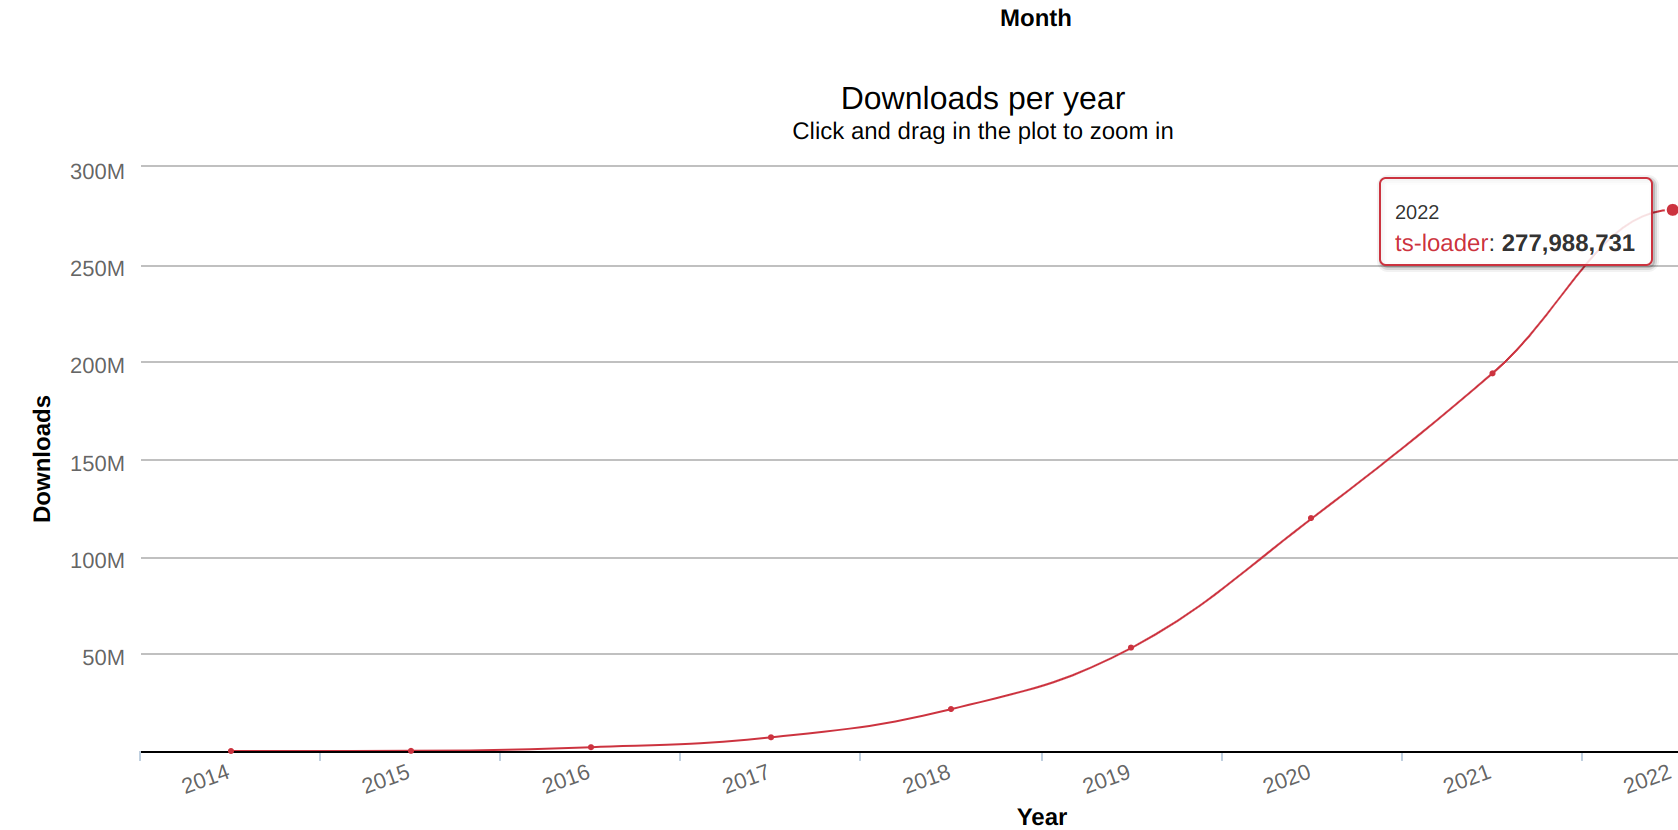 Month
Downloads per year
Click and drag in the plot to zoom in
300M
250M
200M
150M
100M
50M
Downloads
2022
ts-loader: 277,988,731
2014
2015
2016
2017
2018
2019
2020
2021
2022
Year